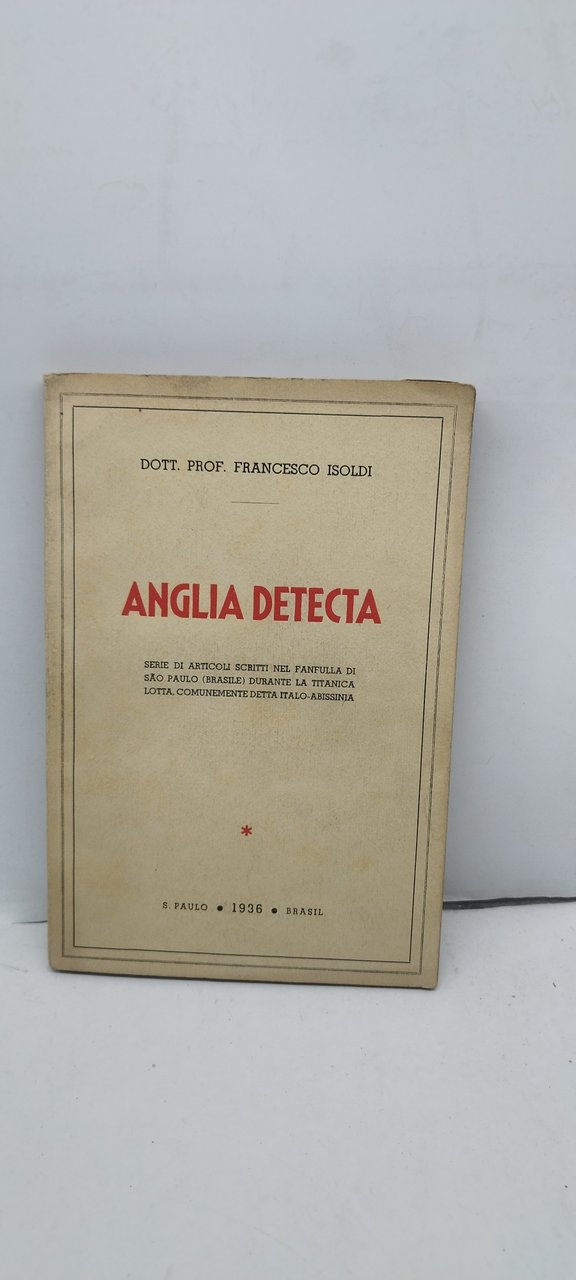 DOTT. PROF. FRANCESCO ISOLDI
ANGLIA DETECTA
SERIE DI ARTICOLI SCRITTI NEL FANFULLA DI
SÃO PAULO (BRASILE) DURANTE LA TITANICA
LOTTA, COMUNEMENTE DETTA ITALO-ABISSINIA
*
S. PAULO ● 1936 ● BRASIL